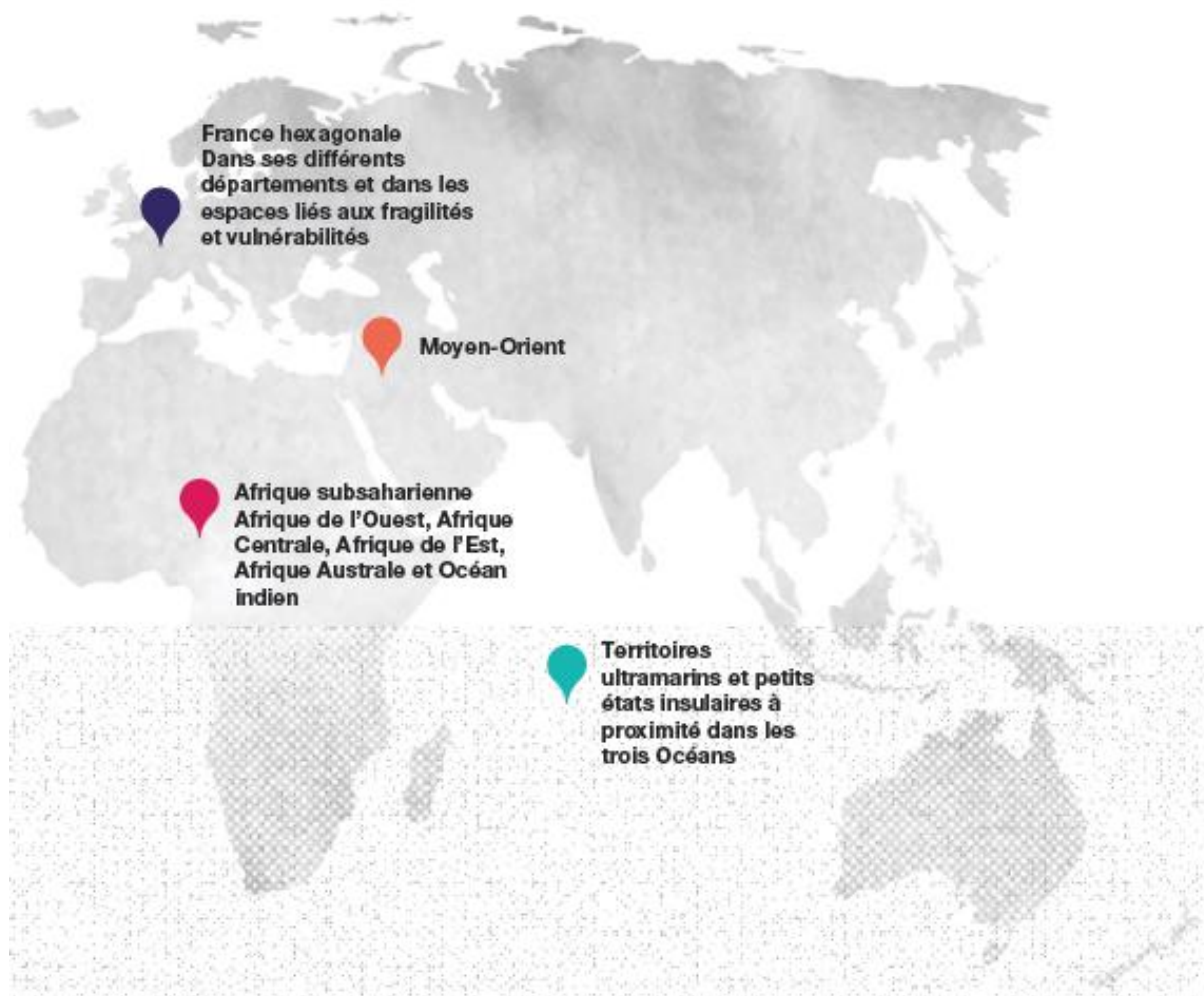 France hexagonale
Dans ses différents
départements et dans les
espaces liés aux fragilités
et vulnérabilités
Moyen-Orient
Afrique subsaharienne
Afrique de l'Ouest, Afrique
Centrale, Afrique de l'Est,
Afrique Australe et Océan
indien
Territoires
ultramarins et petits
états insulaires à
proximité dans les
trois Océans